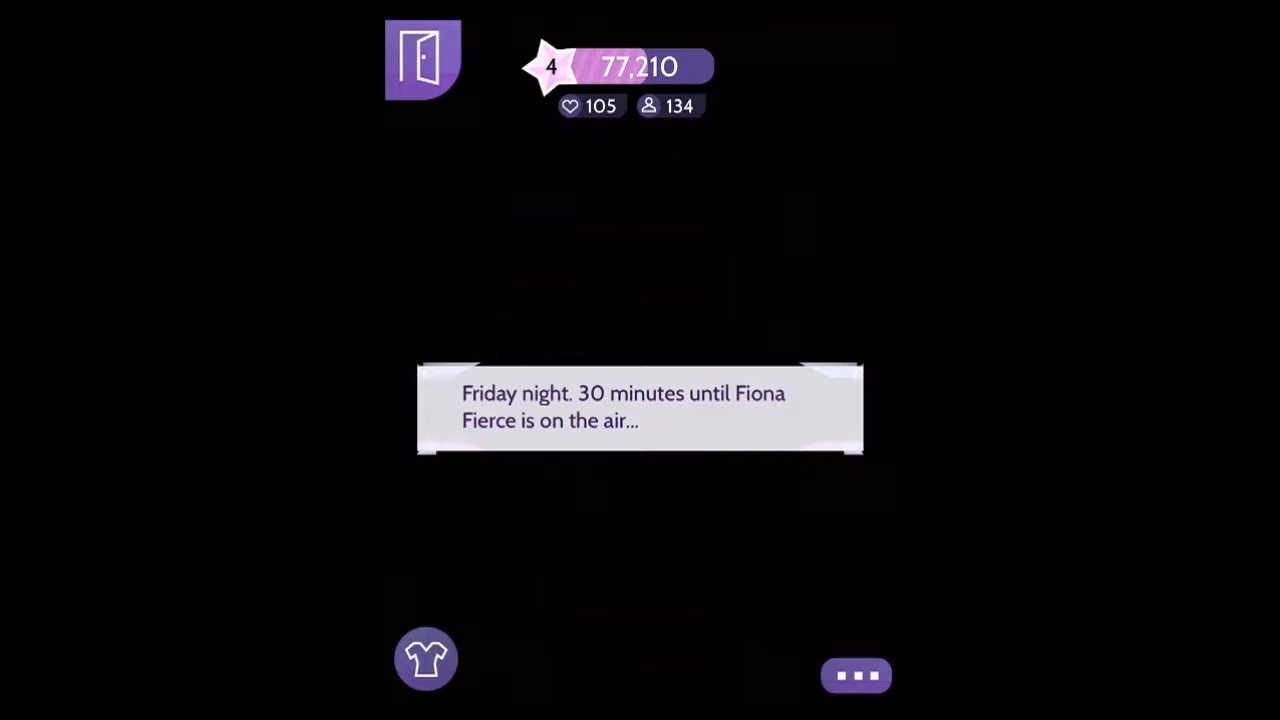 4 77,210
105 134
Friday night. 30 minutes until Fiona
Fierce is on the air...